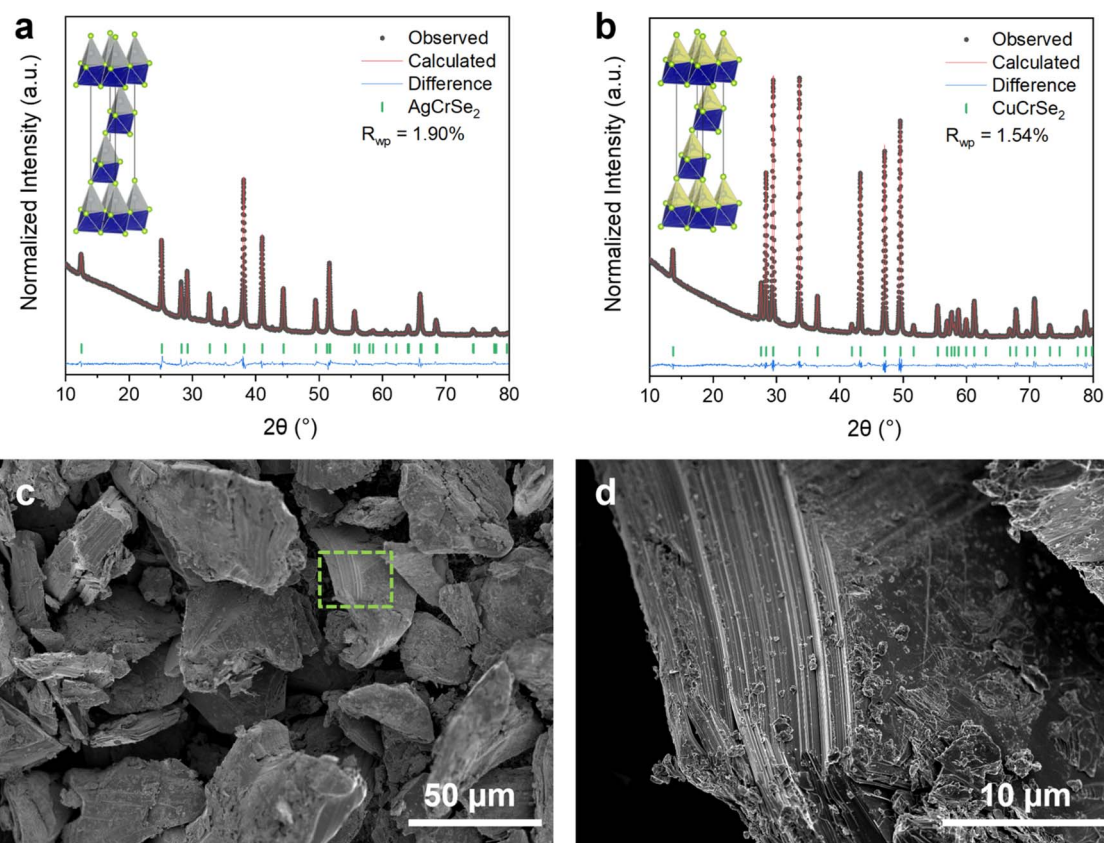 a
Normalized Intensity (a.u.)
Observed
Calculated
Difference
AgCrSe₂
R_wp = 1.90%
10 20 30 40 50 60 70 80
2θ (°)
b
Normalized Intensity (a.u.)
Observed
Calculated
Difference
CuCrSe₂
R_wp = 1.54%
10 20 30 40 50 60 70 80
2θ (°)
c
50 µm
d
10 µm